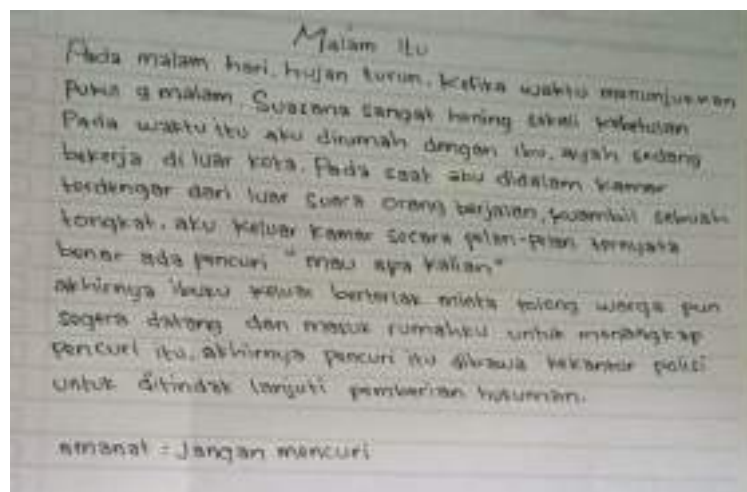 Malam itu
Pada malam hari, hujan turun. Ketika waktu menunjukkan
Pukul 9 malam. Suasana sangat hening sekali kebetulan
Pada waktu itu aku dirumah dengan ibu, ayah sedang
bekerja di luar kota. Pada saat aku didalam kamar
terdengar dari luar suara orang berjalan, kuambil sebuah
tongkat, aku keluar kamar secara pelan-pelan ternyata
benar ada pencuri "mau apa kalian"
akhirnya ibuku keluar berteriak minta tolong warga pun
segera datang dan masuk rumahku untuk menangkap
pencuri itu, akhirnya pencuri itu dibawa kekantor polisi
untuk ditindak lanjuti pemberian hukuman.
amanat = Jangan mencuri